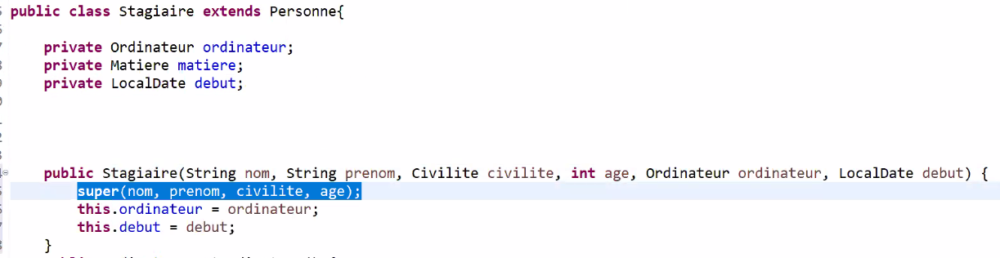 public class Stagiaire extends Personne{
private Ordinateur ordinateur;
private Matiere matiere;
private LocalDate debut;
public Stagiaire(String nom, String prenom, Civilite civilite, int age, Ordinateur ordinateur, LocalDate debut) {
super(nom, prenom, civilite, age);
this.ordinateur = ordinateur;
this.debut = debut;
}